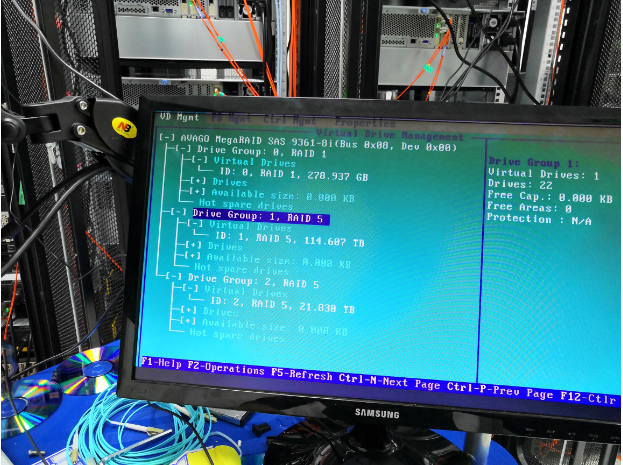 VD Mgmt PD Mgmt Ctrl Mgmt Properties
Virtual Drive Management
[-] AVAGO MegaRAID SAS 9361-8i(Bus 0x08, Dev 0x00)
[-] Drive Group: 0, RAID 1
[-] Virtual Drives
ID: 0, RAID 1, 278.937 GB
[+] Drives
[+] Available size: 0.000 KB
Hot spare drives
[-] Drive Group: 1, RAID 5
[-] Virtual Drives
ID: 1, RAID 5, 114.607 TB
[+] Drives
[+] Available size: 0.000 KB
Hot spare drives
[-] Drive Group: 2, RAID 5
[-] Virtual Drives
ID: 2, RAID 5, 21.830 TB
[+] Drives
[+] Available size: 0.000 KB
Hot spare drives
Drive Group 1:
Virtual Drives: 1
Drives: 22
Free Cap.: 0.000 KB
Free Areas: 0
Protection : N/A
F1-Help F2-Operations F5-Refresh Ctrl-N-Next Page Ctrl-P-Prev Page F12-Ctlr
SAMSUNG
NB